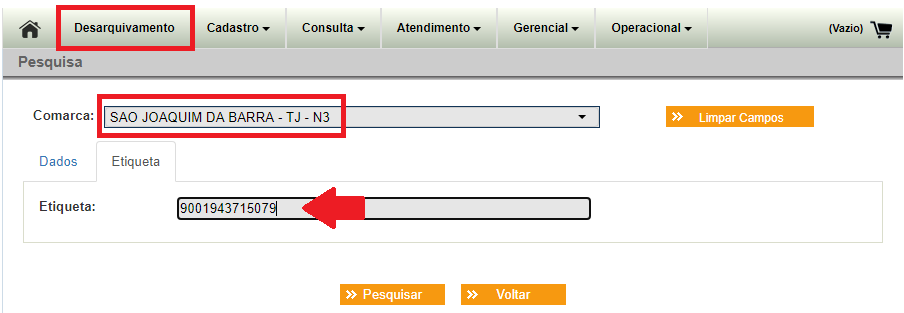 Desarquivamento Cadastro Consulta Atendimento Gerencial Operacional (Vazio)
Pesquisa
Comarca: SAO JOAQUIM DA BARRA - TJ - N3 Limpar Campos
Dados Etiqueta
Etiqueta: 9001943715079
Pesquisar Voltar